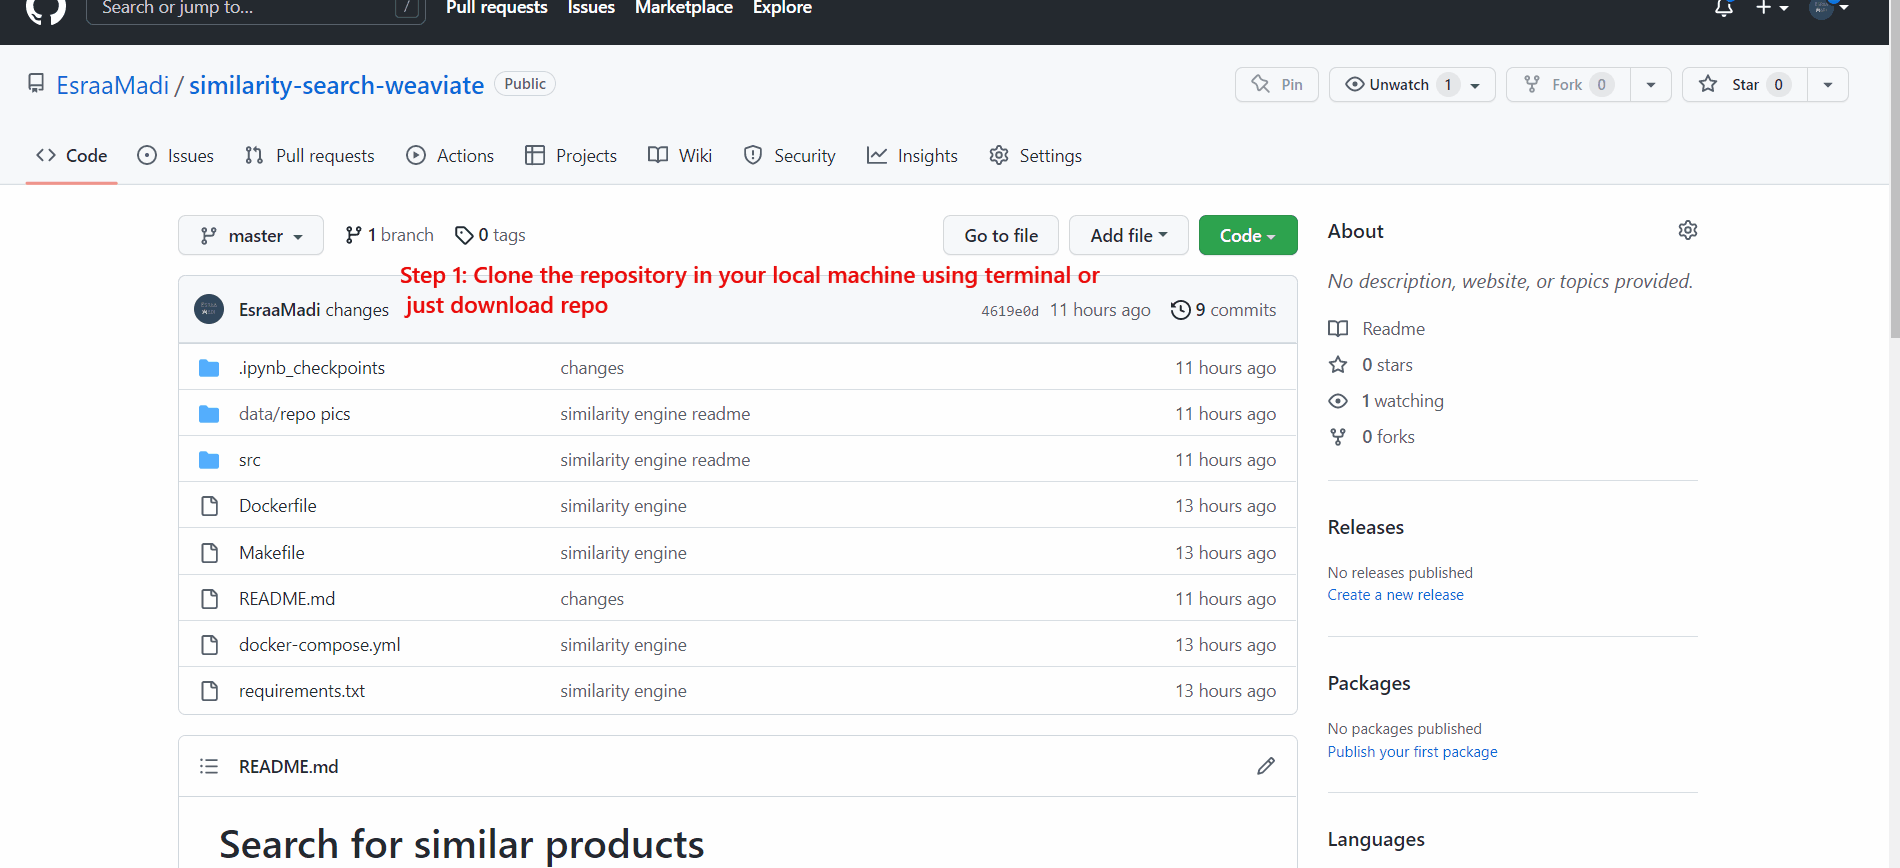 Search or jump to... / Pull requests Issues Marketplace Explore
EsraaMadi / similarity-search-weaviate Public Pin Unwatch 1 Fork 0 Star 0
Code Issues Pull requests Actions Projects Wiki Security Insights Settings
master 1 branch 0 tags Go to file Add file Code
Step 1: Clone the repository in your local machine using terminal or
just download repo
EsraaMadi changes 4619e0d 11 hours ago 9 commits
.ipynb_checkpoints changes 11 hours ago
data/repo pics similarity engine readme 11 hours ago
src similarity engine readme 11 hours ago
Dockerfile similarity engine 13 hours ago
Makefile similarity engine 13 hours ago
README.md changes 11 hours ago
docker-compose.yml similarity engine 13 hours ago
requirements.txt similarity engine 13 hours ago
README.md
Search for similar products
About
No description, website, or topics provided.
Readme
0 stars
1 watching
0 forks
Releases
No releases published
Create a new release
Packages
No packages published
Publish your first package
Languages